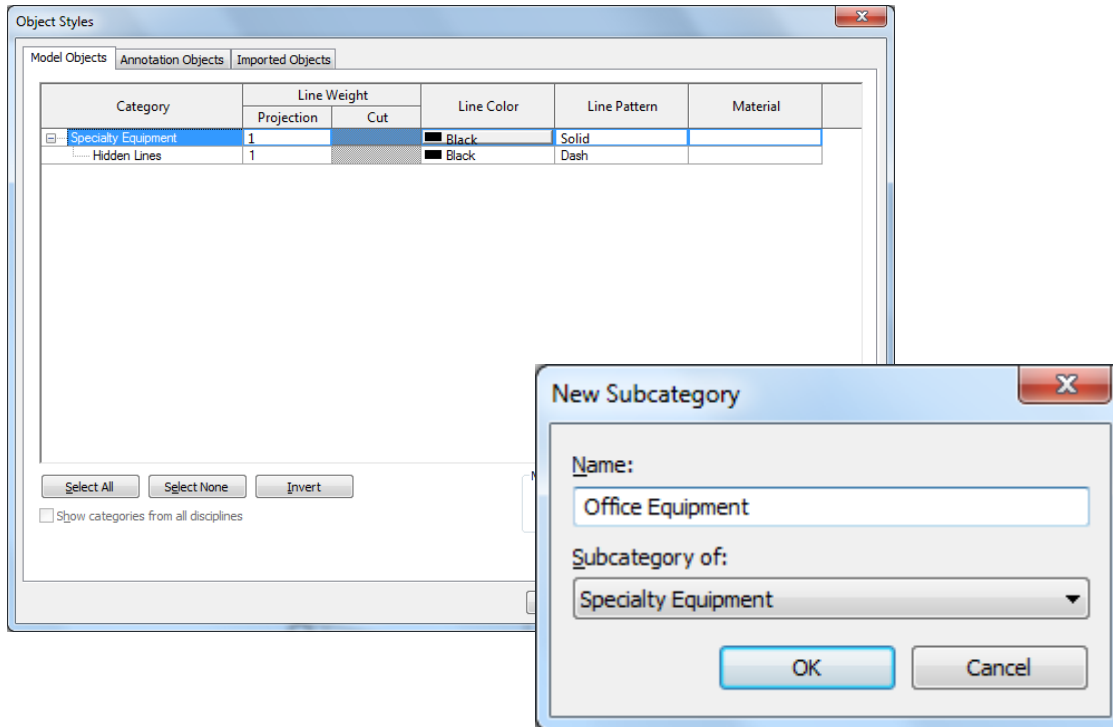 Object Styles
Model Objects Annotation Objects Imported Objects
Category Line Weight Line Color Line Pattern Material
Projection Cut
Specialty Equipment 1 Black Solid
Hidden Lines 1 Black Dash
Select All Select None Invert
Show categories from all disciplines
New Subcategory
Name:
Office Equipment
Subcategory of:
Specialty Equipment
OK Cancel